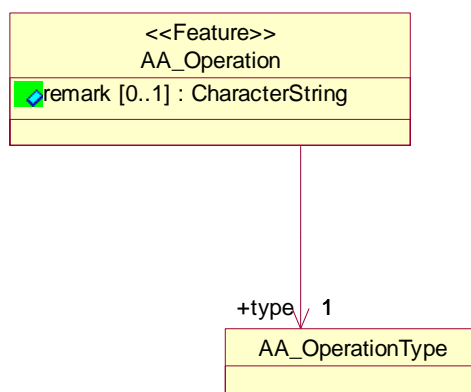 <<Feature>>
AA_Operation
remark [0..1] : CharacterString
+type 1
AA_OperationType